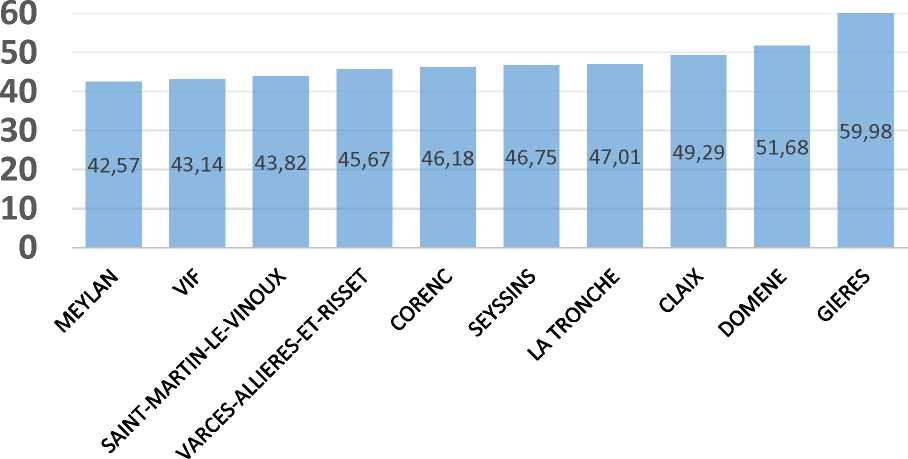 60
50
40
30
20
10
0
42,57
43,14
43,82
45,67
46,18
46,75
47,01
49,29
51,68
59,98
MEYLAN
VIF
SAINT-MARTIN-LE-VINOUX
VARCES-ALLIERES-ET-RISSET
CORENC
SEYSSINS
LA TRONCHE
CLAIX
DOMENE
GIERES